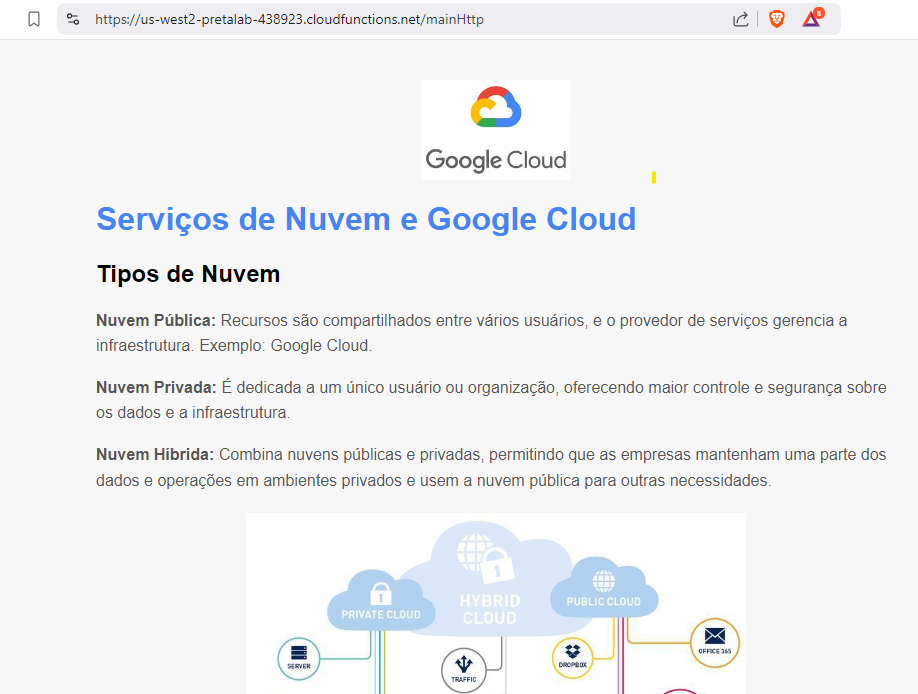 https://us-west2-pretalab-438923.cloudfunctions.net/mainHttp
8
Google Cloud
Serviços de Nuvem e Google Cloud
Tipos de Nuvem
Nuvem Pública: Recursos são compartilhados entre vários usuários, e o provedor de serviços gerencia a
infraestrutura. Exemplo: Google Cloud.
Nuvem Privada: É dedicada a um único usuário ou organização, oferecendo maior controle e segurança sobre
os dados e a infraestrutura.
Nuvem Híbrida: Combina nuvens públicas e privadas, permitindo que as empresas mantenham uma parte dos
dados e operações em ambientes privados e usem a nuvem pública para outras necessidades.
PRIVATE CLOUD
HYBRID
CLOUD
PUBLIC CLOUD
SERVER
TRAFFIC
DROPBOX
OFFICE 365